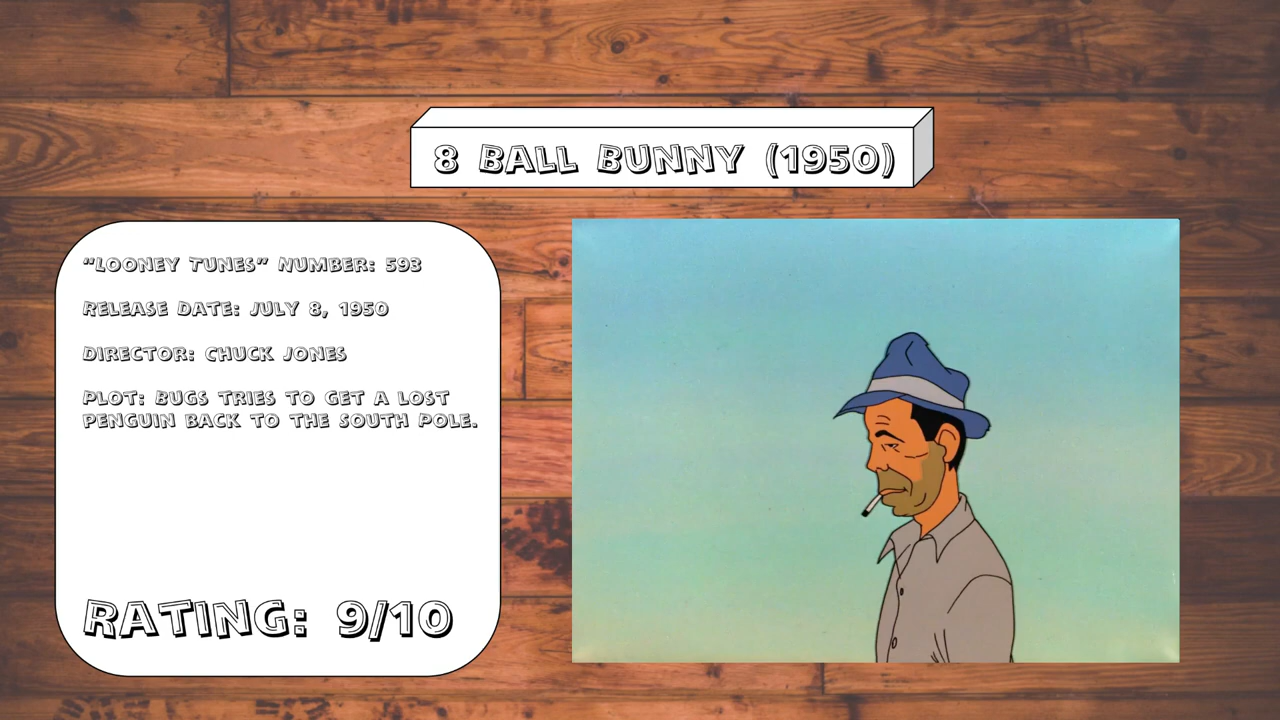 8 BALL BUNNY (1950)
“LOONEY TUNES” NUMBER: 593
RELEASE DATE: JULY 8, 1950
DIRECTOR: CHUCK JONES
PLOT: BUGS TRIES TO GET A LOST
PENGUIN BACK TO THE SOUTH POLE.
RATING: 9/10